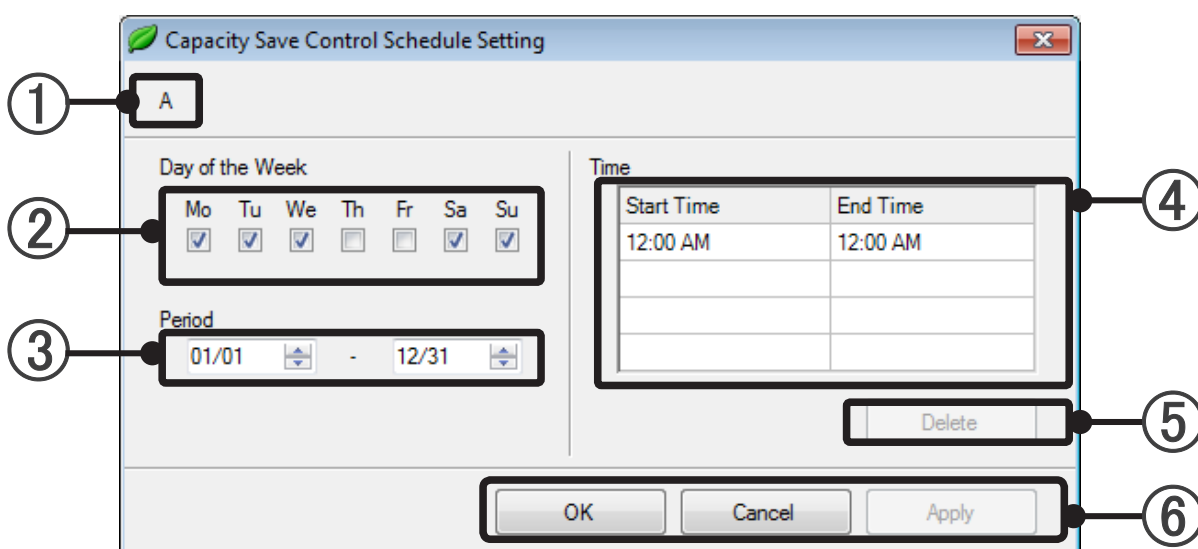 Capacity Save Control Schedule Setting
① A
Day of the Week
② Mo Tu We Th Fr Sa Su
Period
③ 01/01 - 12/31
Time
Start Time End Time ④
12:00 AM 12:00 AM
Delete ⑤
OK Cancel Apply ⑥